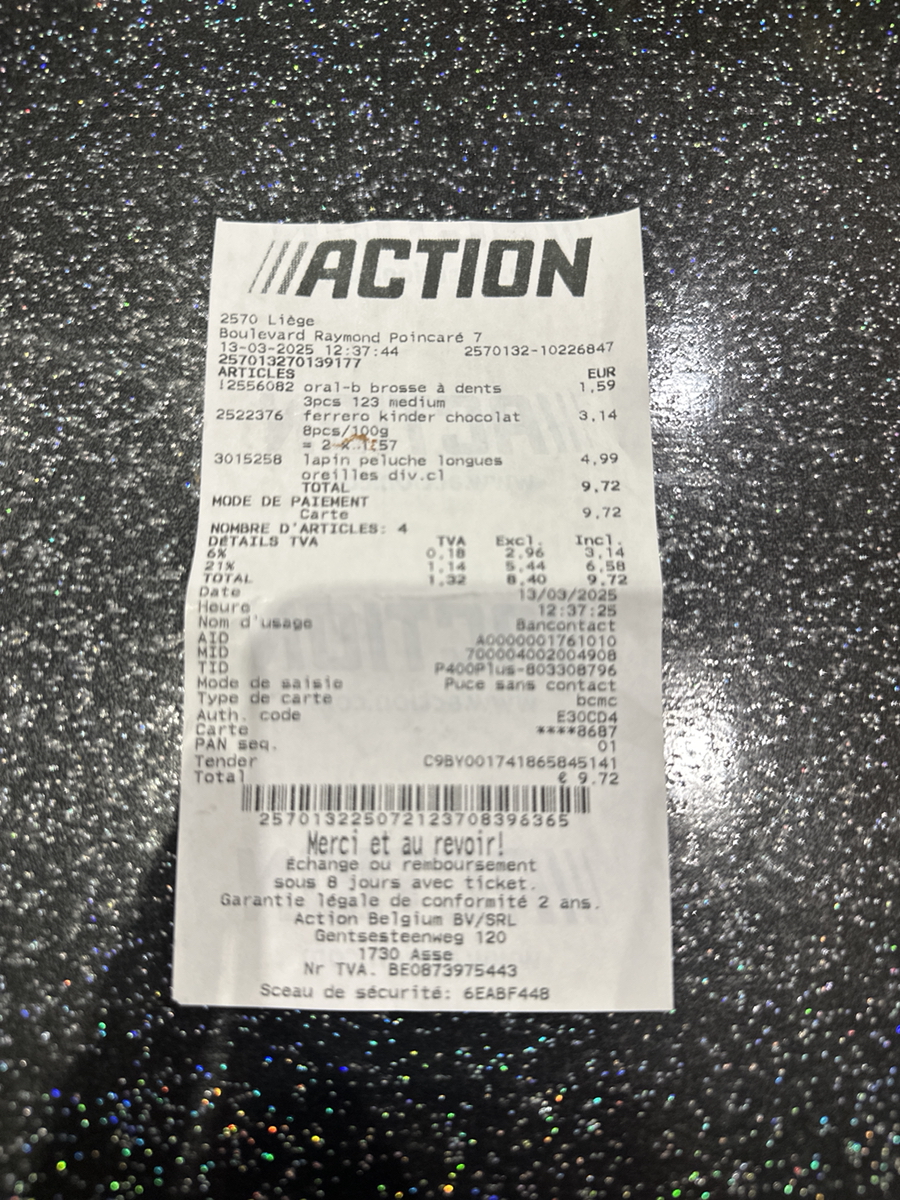 ACTION
2570 Liège
Boulevard Raymond Poincaré 7
13-03-2025 12:37:44 2570132-10226847
257013270139177
ARTICLES EUR
12556082 oral-b brosse à dents 1,59
3pcs 123 medium
2522376 ferrero kinder chocolat 3,14
8pcs/100g
= 2 x 1,57
3015258 lapin peluche longues 4,99
oreilles div.cl
TOTAL 9,72
MODE DE PAIEMENT
Carte 9,72
NOMBRE D'ARTICLES: 4
DÉTAILS TVA TVA Excl. Incl.
6% 0,18 2,96 3,14
21% 1,14 5,44 6,58
TOTAL 1,32 8,40 9,72
Date 13/03/2025
Heure 12:37:25
Nom d'usage Bancontact
AID A0000001761010
MID 700004002004908
TID P400Plus-803308796
Mode de saisie Puce sans contact
Type de carte bcmc
Auth. code E30CD4
Carte ****8687
PAN seq. 01
Tender C9BY001741865845141
Total € 9,72
257013225072123708396365
Merci et au revoir!
Échange ou remboursement
sous 8 jours avec ticket.
Garantie légale de conformité 2 ans.
Action Belgium BV/SRL
Gentsesteenweg 120
1730 Asse
Nr TVA. BE0873975443
Sceau de sécurité: 6EABF448